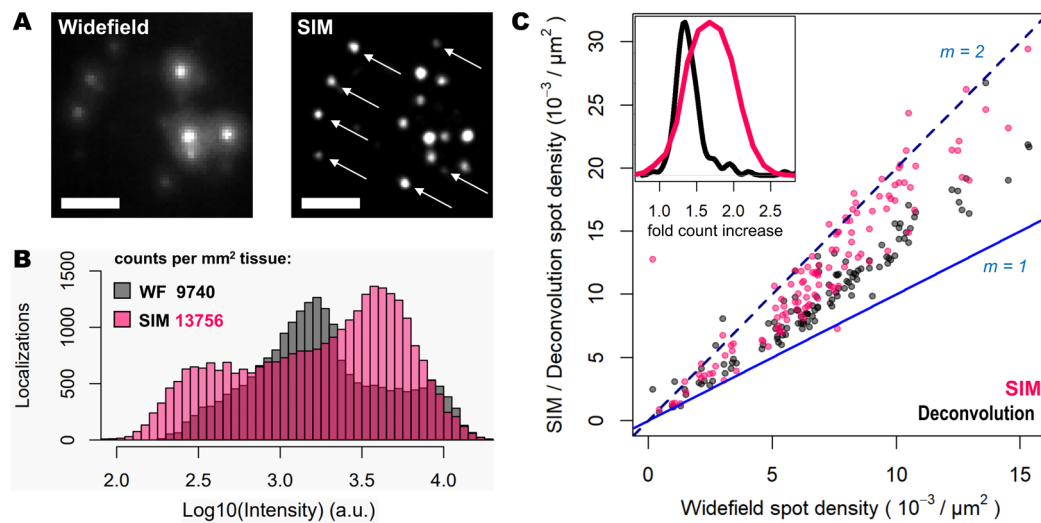 A
Widefield
SIM
B
counts per mm² tissue:
WF 9740
SIM 13756
Localizations
0
500
1000
1500
2.0
2.5
3.0
3.5
4.0
Log10(Intensity) (a.u.)
C
SIM / Deconvolution spot density (10⁻³ / µm²)
0
5
10
15
20
25
30
1.0
1.5
2.0
2.5
fold count increase
m = 2
m = 1
SIM
Deconvolution
0
5
10
15
Widefield spot density ( 10⁻³ / µm²)